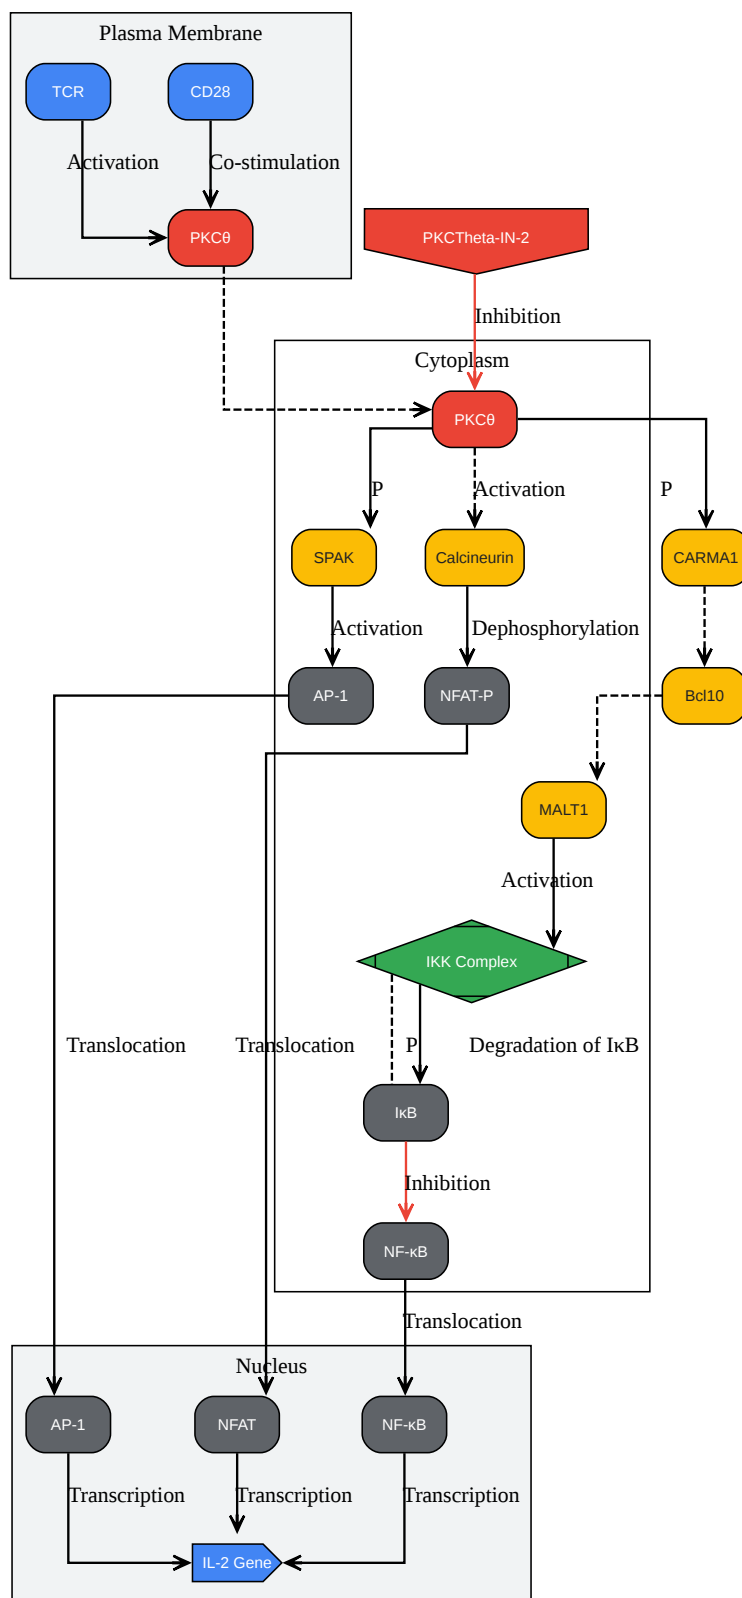 Plasma Membrane
TCR
CD28
Activation
Co-stimulation
PKCθ
PKCTheta-IN-2
Inhibition
Cytoplasm
PKCθ
P
Activation
P
SPAK
Calcineurin
CARMA1
Activation
Dephosphorylation
AP-1
NFAT-P
Bcl10
MALT1
Activation
IKK Complex
Translocation
Translocation
P
Degradation of IκB
IκB
Inhibition
NF-κB
Translocation
Nucleus
AP-1
NFAT
NF-κB
Transcription
Transcription
Transcription
IL-2 Gene